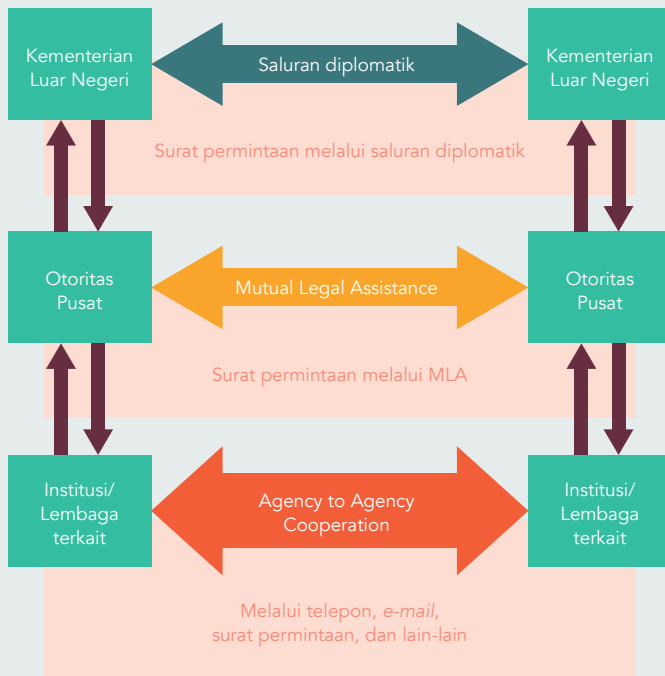 Kementerian
Luar Negeri
Saluran diplomatik
Kementerian
Luar Negeri
Surat permintaan melalui saluran diplomatik
Otoritas
Pusat
Mutual Legal Assistance
Otoritas
Pusat
Surat permintaan melalui MLA
Institusi/
Lembaga
terkait
Agency to Agency
Cooperation
Institusi/
Lembaga
terkait
Melalui telepon, e-mail,
surat permintaan, dan lain-lain